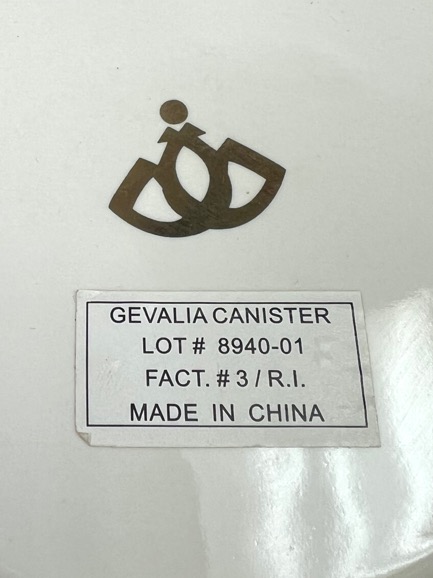 GEVALIA CANISTER
LOT # 8940-01
FACT. # 3 / R.I.
MADE IN CHINA